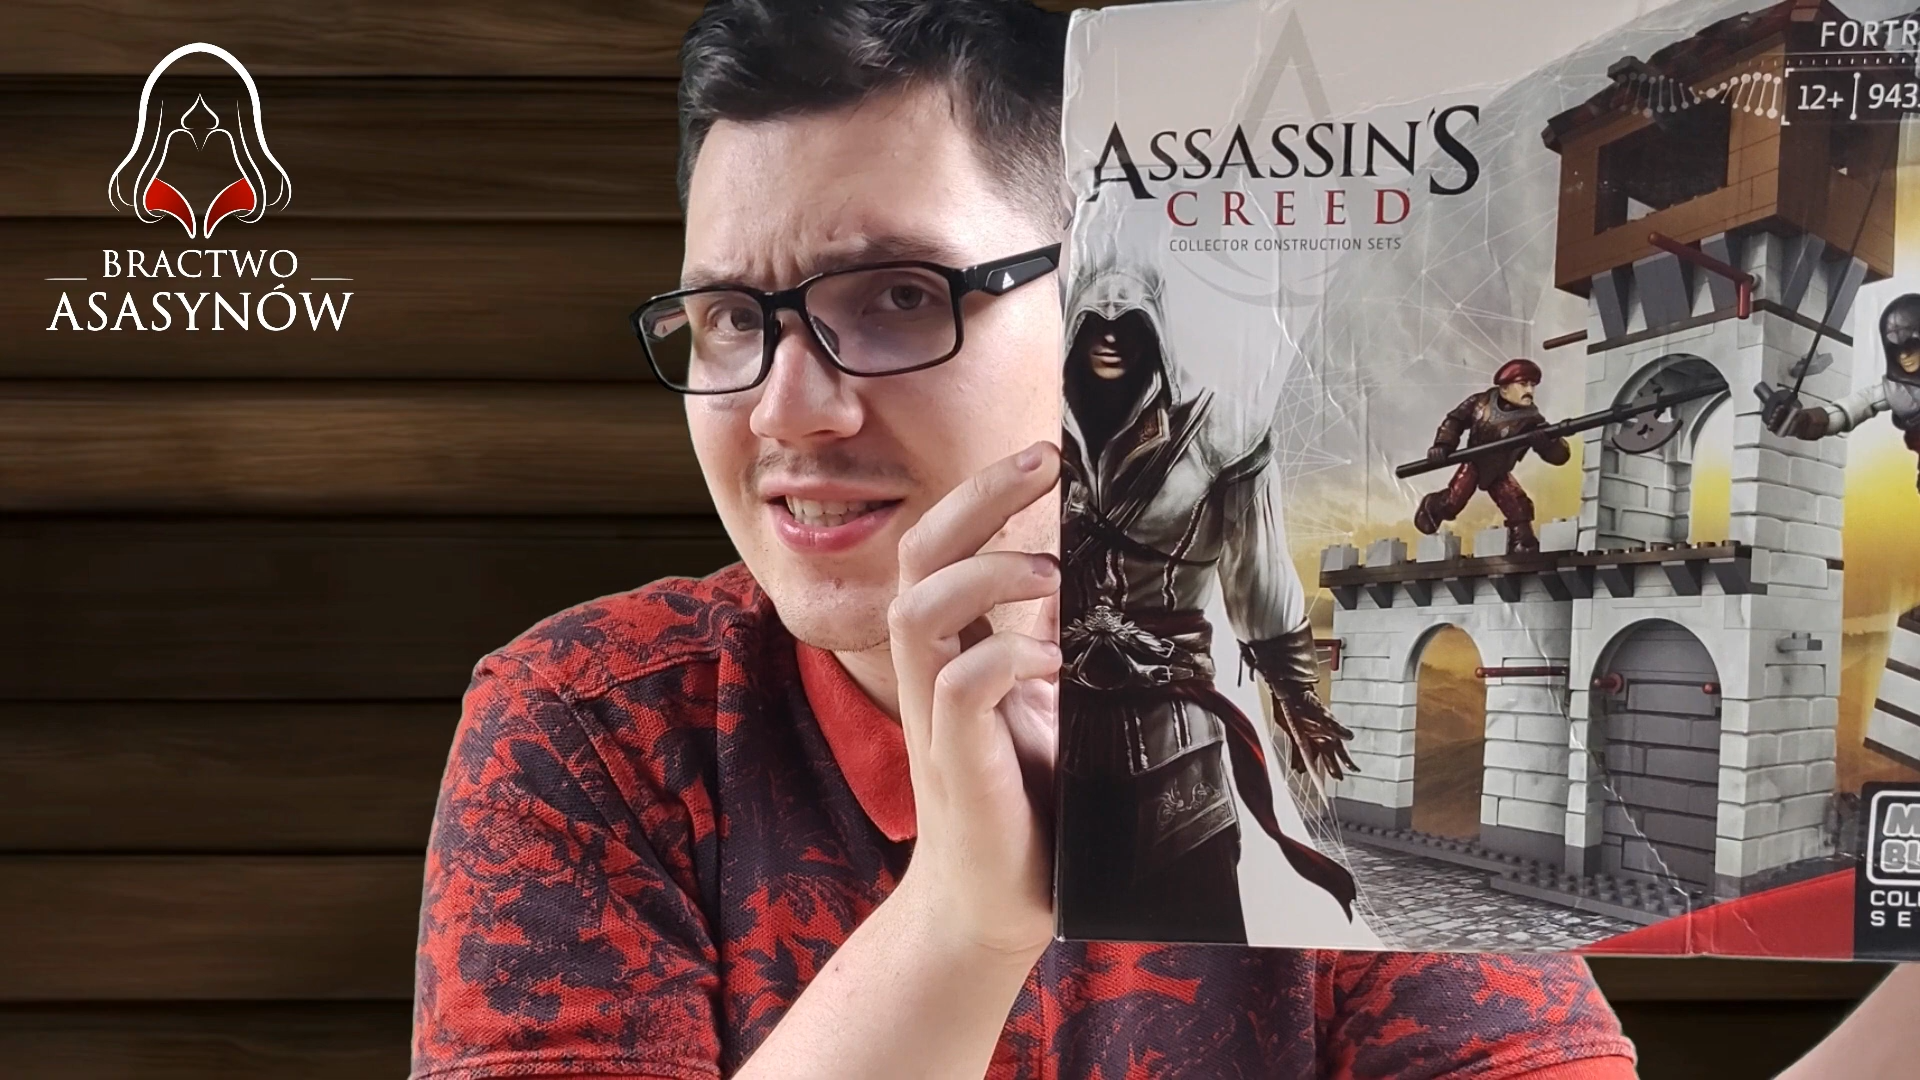 BRACTWO
ASASYNÓW
ASSASSIN'S
CREED
COLLECTOR CONSTRUCTION SETS
12+